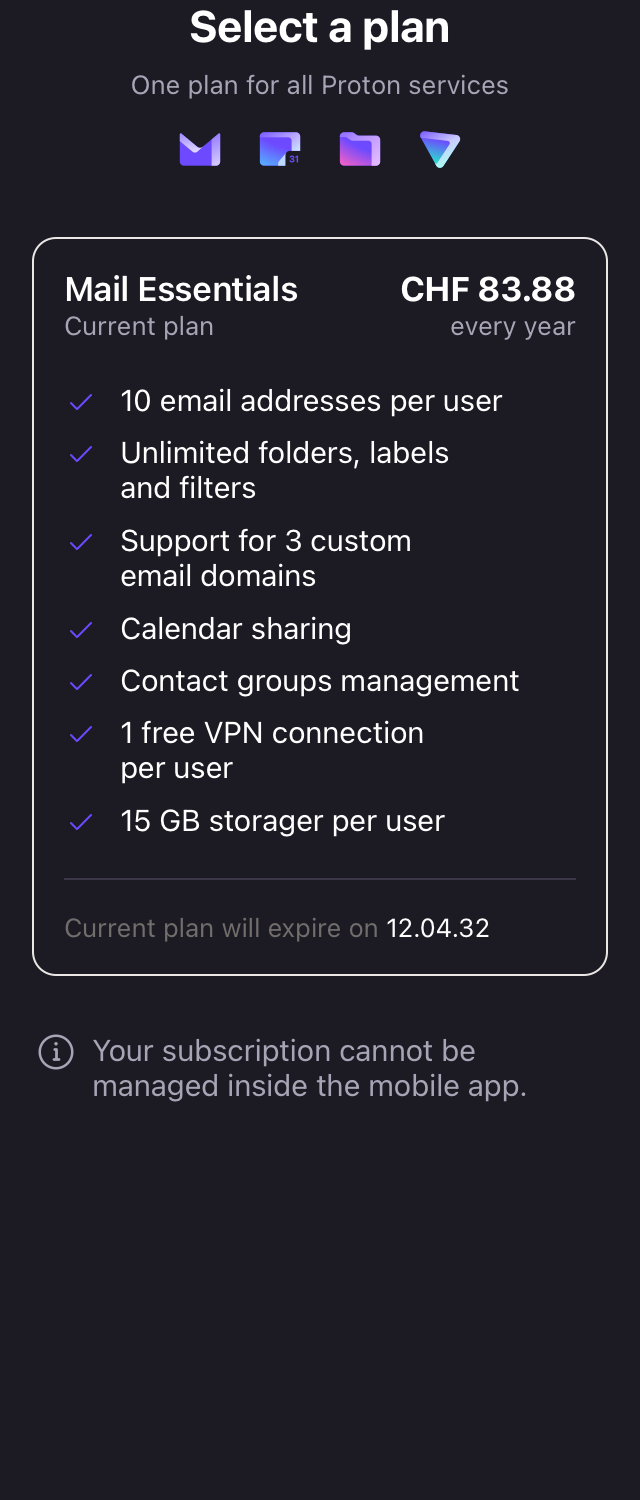 Select a plan
One plan for all Proton services
31
Mail Essentials
CHF 83.88
Current plan
every year
10 email addresses per user
Unlimited folders, labels
and filters
Support for 3 custom
email domains
Calendar sharing
Contact groups management
1 free VPN connection
per user
15 GB storager per user
Current plan will expire on 12.04.32
Your subscription cannot be
managed inside the mobile app.